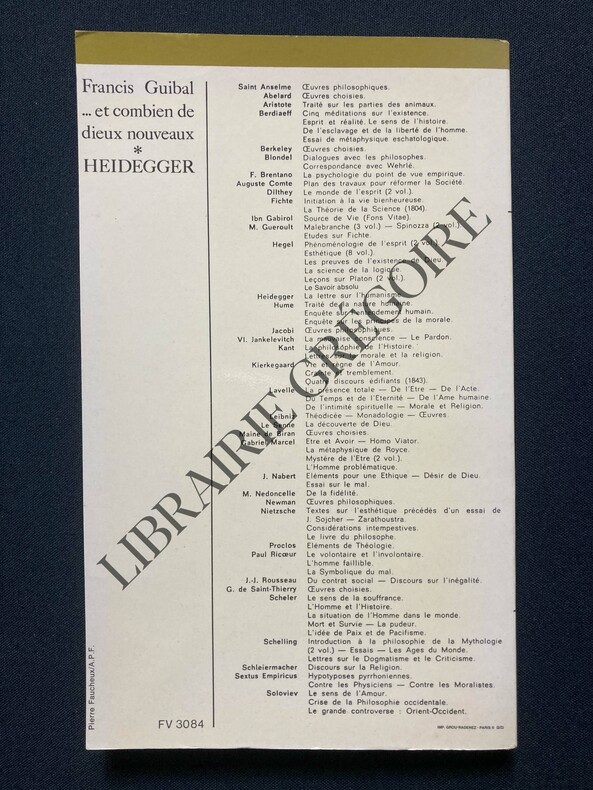 Francis Guibal
... et combien de
dieux nouveaux
*
HEIDEGGER
Saint Anselme Œuvres philosophiques.
Abelard Œuvres choisies.
Aristote Traité sur les parties des animaux.
Berdiaeff Cinq méditations sur l'existence.
Esprit et réalité. Le sens de l'histoire.
De l'esclavage et de la liberté de l'homme.
Essai de métaphysique eschatologique.
Berkeley Œuvres choisies.
Blondel Dialogues avec les philosophes.
Correspondance avec Wehrlé.
F. Brentano La psychologie du point de vue empirique.
Auguste Comte Plan des travaux pour réformer la Société.
Dilthey Le monde de l'esprit (2 vol.).
Fichte Initiation à la vie bienheureuse.
La Théorie de la Science (1804).
Ibn Gabirol Source de Vie (Fons Vitae).
M. Gueroult Malebranche (3 vol.) — Spinozza (2 vol.)
Etudes sur Fichte.
Hegel Phénoménologie de l'esprit (2 vol.)
Esthétique (8 vol.).
Les preuves de l'existence de Dieu.
La science de la logique.
Leçons sur Platon (2 vol.)
Le Savoir absolu
Heidegger La lettre sur l'humanisme.
Hume Traité de la nature humaine.
Enquête sur l'entendement humain.
Enquête sur les principes de la morale.
Jacobi Œuvres philosophiques.
Vl. Jankelevitch La mauvaise conscience — Le Pardon.
Kant La philosophie de l'Histoire.
Lettres sur la morale et la religion.
Kierkegaard Vie et règne de l'Amour.
Crainte et tremblement.
Quatre discours édifiants (1843).
Lavelle La présence totale — De l'Etre — De l'Acte.
Du Temps et de l'Eternité — De l'Ame humaine.
De l'intimité spirituelle — Morale et Religion.
Leibniz Théodicée — Monadologie — Œuvres
Le Senne La découverte de Dieu.
Maine de Biran Œuvres choisies.
Gabriel Marcel Etre et Avoir — Homo Viator.
La métaphysique de Royce.
Mystère de l'Etre (2 vol.).
L'Homme problématique.
J. Nabert Eléments pour une Ethique — Désir de Dieu.
Essai sur le mal.
M. Nedoncelle De la fidélité.
Newman Œuvres philosophiques.
Nietzsche Textes sur l'esthétique précédés d'un essai de
J. Sojcher — Zarathoustra.
Considérations intempestives.
Le livre du philosophe.
Proclos Eléments de Théologie.
Paul Ricœur Le volontaire et l'involontaire.
L'homme faillible.
La Symbolique du mal.
J.-J. Rousseau Du contrat social — Discours sur l'inégalité.
G. de Saint-Thierry Œuvres choisies.
Scheler Le sens de la souffrance.
L'Homme et l'Histoire.
La situation de l'Homme dans le monde.
Mort et Survie — La pudeur.
L'idée de Paix et de Pacifisme.
Schelling Introduction à la philosophie de la Mythologie
(2 vol.) — Essais — Les Ages du Monde.
Lettres sur le Dogmatisme et le Criticisme.
Schleiermacher Discours sur la Religion.
Sextus Empiricus Hypotyposes pyrrhoniennes.
Contre les Physiciens — Contre les Moralistes.
Soloviev Le sens de l'Amour.
Crise de la Philosophie occidentale.
Le grande controverse : Orient-Occident.
Pierre Faucheux/A.P.F.
FV 3084
IMP. GROU-RADENEZ - PARIS 6
LIBRAIRIE GRÉGOIRE